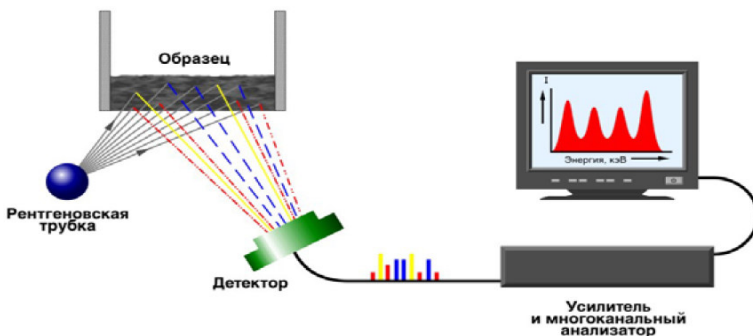 Образец
Рентгеновская
трубка
Детектор
I
Энергия, кэВ
Усилитель
и многоканальный
анализатор